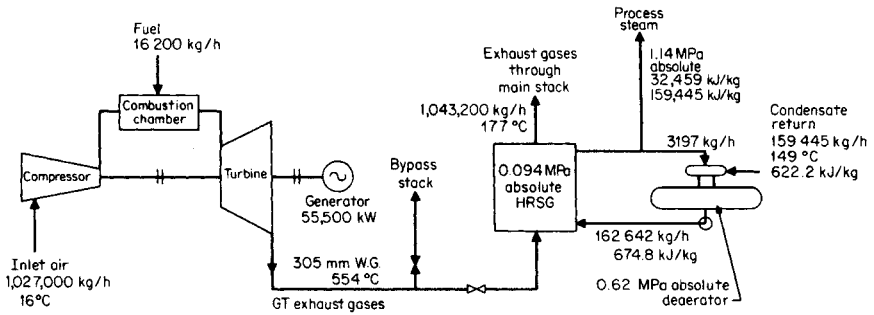 Fuel
16 200 kg/h
Combustion
chamber
Compressor
Turbine
Generator
55,500 kW
Inlet air
1,027,000 kg/h
16°C
305 mm W.G.
554 °C
GT exhaust gases
Bypass
stack
Exhaust gases
through
main stack
1,043,200 kg/h
177 °C
0.094 MPa
absolute
HRSG
Process
steam
1.14 MPa
absolute
32,459 kJ/kg
159,445 kJ/kg
3197 kg/h
Condensate
return
159 445 kg/h
149 °C
622.2 kJ/kg
162 642 kg/h
674.8 kJ/kg
0.62 MPa absolute
deaerator